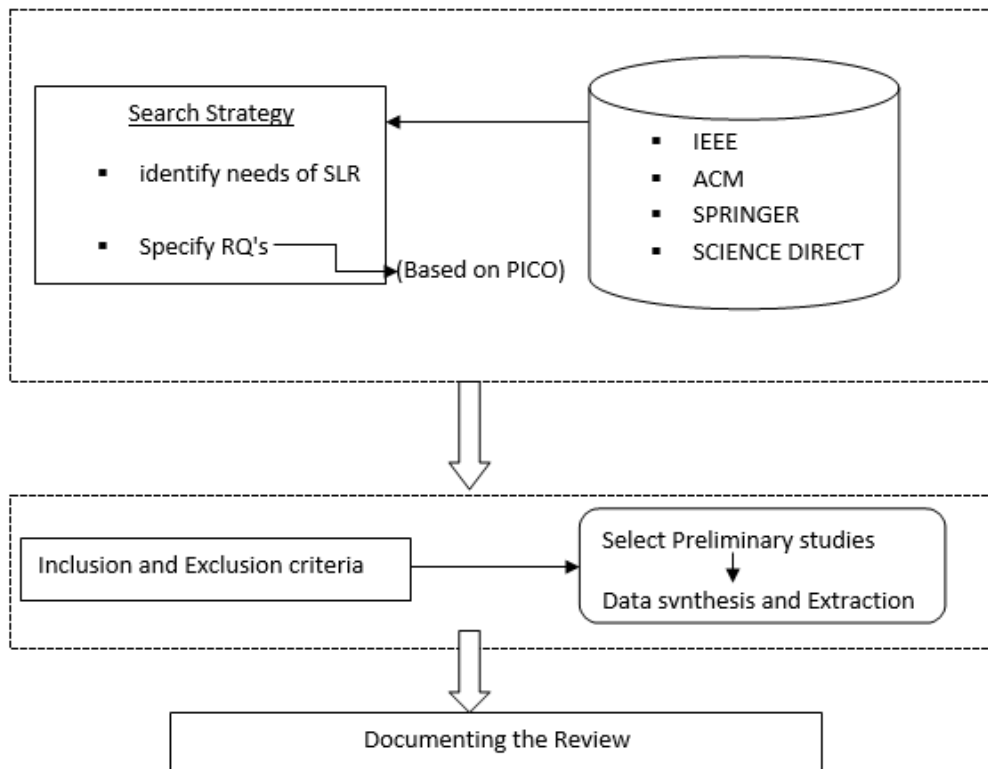 Search Strategy
▪ identify needs of SLR
▪ Specify RQ's
(Based on PICO)
▪ IEEE
▪ ACM
▪ SPRINGER
▪ SCIENCE DIRECT
Inclusion and Exclusion criteria
Select Preliminary studies
Data synthesis and Extraction
Documenting the Review